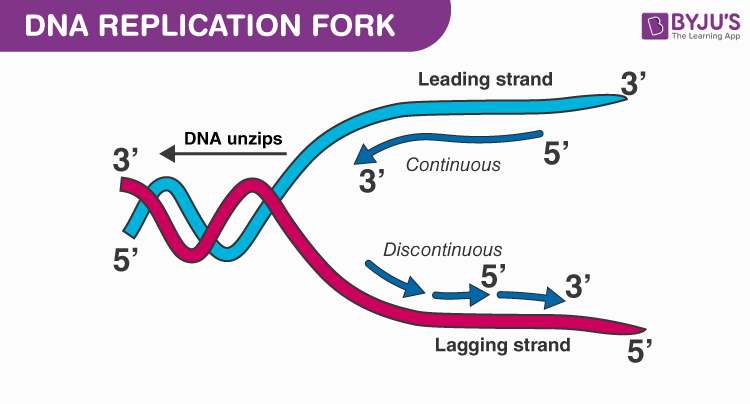 DNA REPLICATION FORK
BYJU'S
The Learning App
Leading strand
3’
DNA unzips
5’
Continuous
3’
3’
5’
Discontinuous
5’
3’
Lagging strand
5’